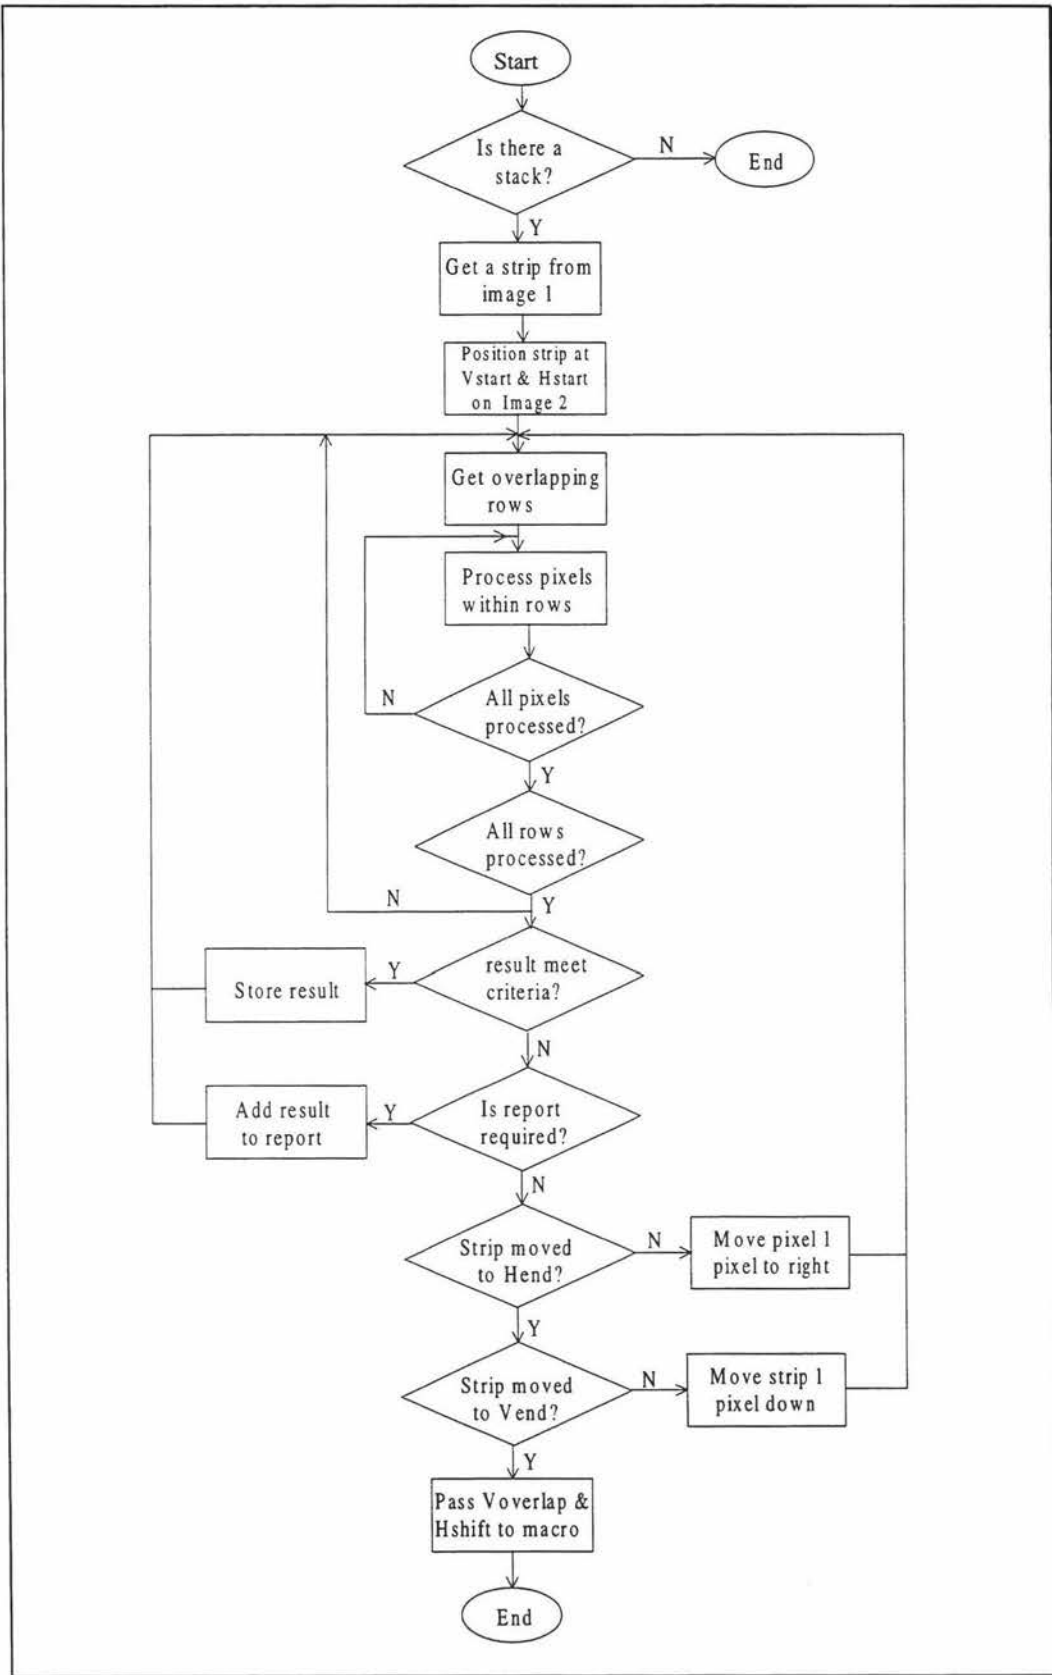 Start
Is there a
stack?
N
End
Y
Get a strip from
image 1
Position strip at
Vstart & Hstart
on Image 2
Get overlapping
rows
Process pixels
within rows
N
All pixels
processed?
Y
All rows
processed?
N
Y
result meet
criteria?
Y
Store result
N
Is report
required?
Y
Add result
to report
N
Strip moved
to Hend?
N
Move pixel 1
pixel to right
Y
Strip moved
to Vend?
N
Move strip 1
pixel down
Y
Pass Voverlap &
Hshift to macro
End